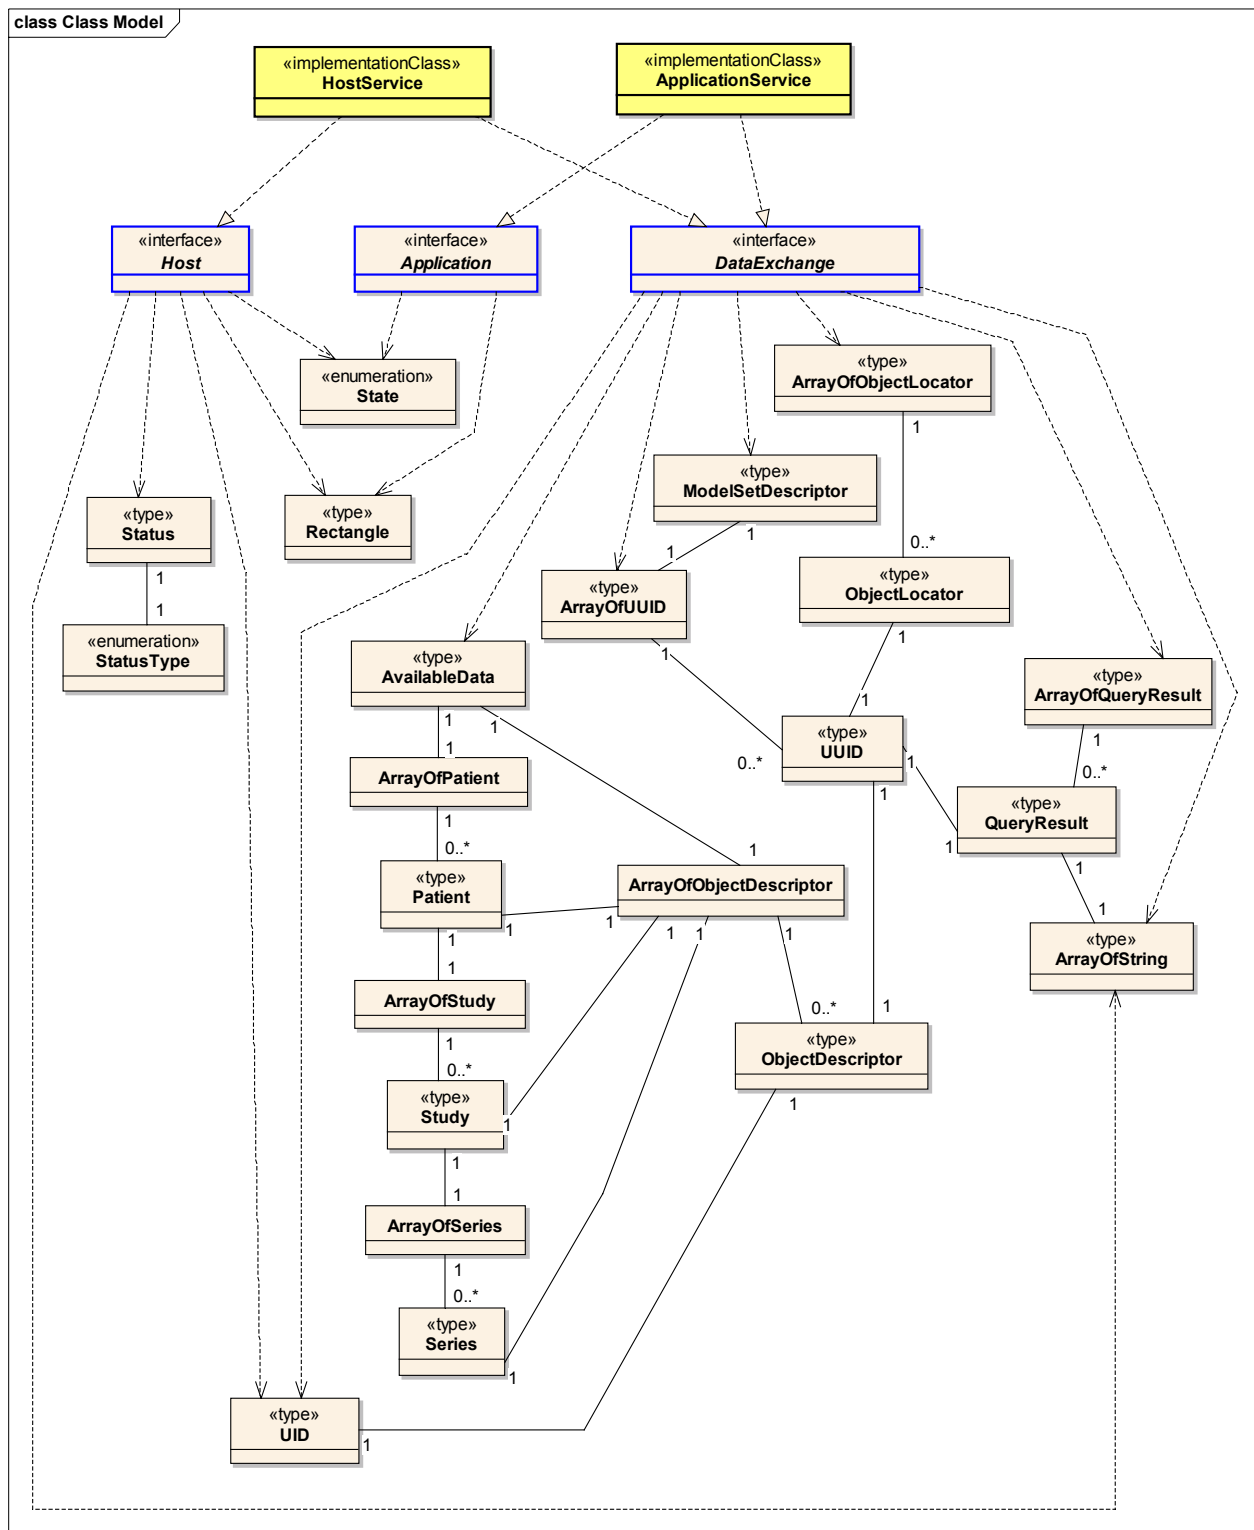 class Class Model
«implementationClass»
HostService
«implementationClass»
ApplicationService
«interface»
Host
«interface»
Application
«interface»
DataExchange
«enumeration»
State
«type»
ArrayOfObjectLocator
1
«type»
ModelSetDescriptor
1
«type»
Status
1
«type»
Rectangle
1
«enumeration»
StatusType
1
«type»
ArrayOfUUID
1
0..*
«type»
ObjectLocator
1
«type»
AvailableData
1
1
«type»
ArrayOfQueryResult
1
1
«type»
UUID
0..*
1
1
1
ArrayOfPatient
1
0..*
«type»
QueryResult
1
1
0..*
«type»
Patient
1
1
1
ArrayOfObjectDescriptor
1
1
1
1
1
«type»
ArrayOfString
1
ArrayOfStudy
1
0..*
1
«type»
ObjectDescriptor
1
0..*
«type»
Study
1
1
1
ArrayOfSeries
1
0..*
«type»
Series
1
«type»
UID
1